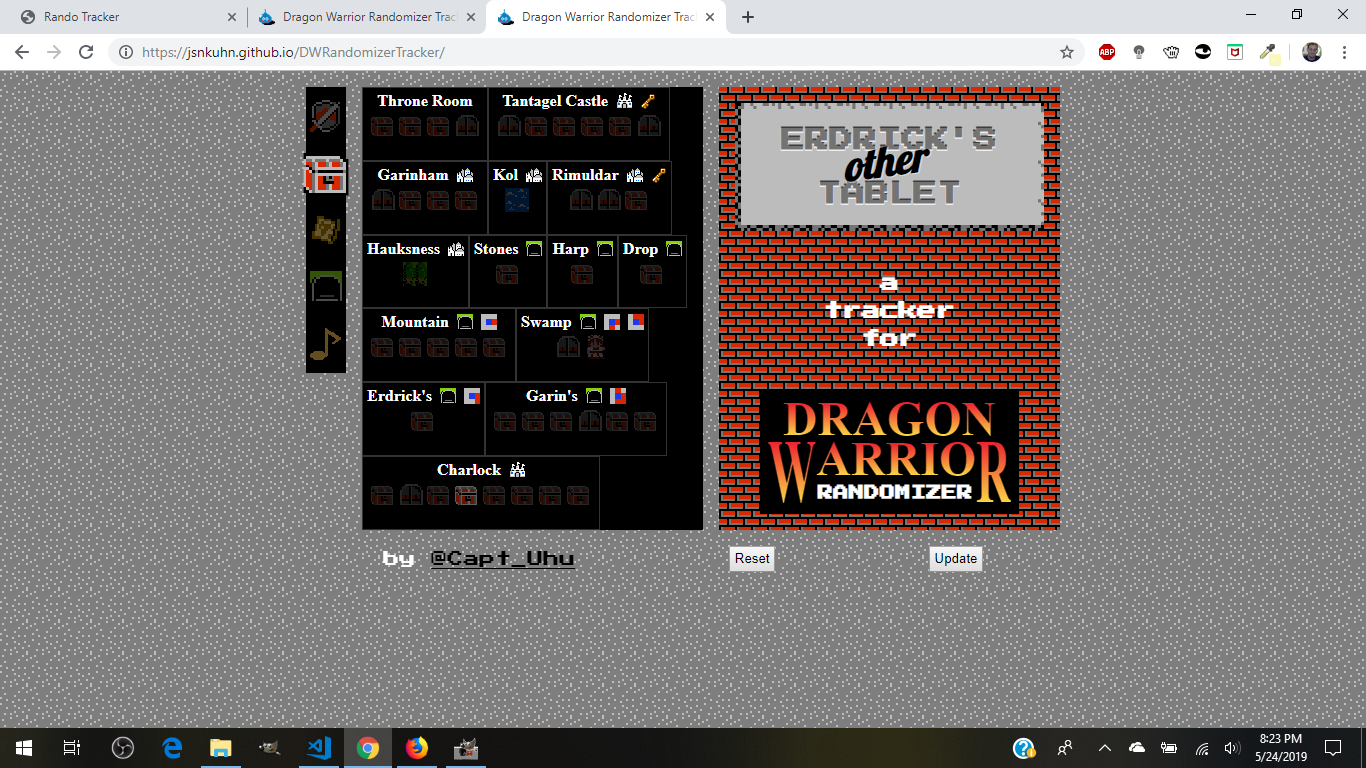 Rando Tracker
Dragon Warrior Randomizer Trac
Dragon Warrior Randomizer Trac
https://jsnkuhn.github.io/DWRandomizerTracker/
ABP
Throne Room
Tantagel Castle
Garinham
Kol
Rimuldar
Hauksness
Stones
Harp
Drop
Mountain
Swamp
Erdrick's
Garin's
Charlock
ERDRICK'S
other
TABLET
a
tracker
for
DRAGON
WARRIOR
RANDOMIZER
by @Capt_Uhu
Reset
Update
8:23 PM
5/24/2019